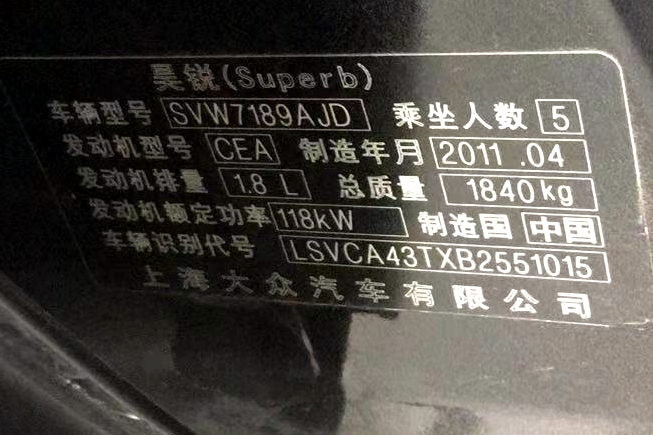 昊锐(Superb)
车辆型号 SVW7189AJD 乘坐人数 5
发动机型号 CEA 制造年月 2011.04
发动机排量 1.8L 总质量 1840kg
发动机额定功率 118kW 制造国 中国
车辆识别代号 LSVCA43TXB2551015
上海大众汽车有限公司